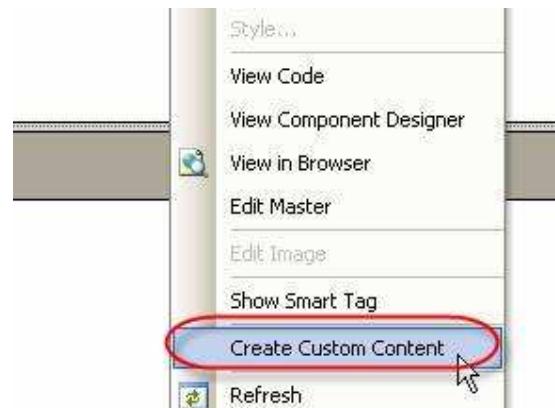 Style...
View Code
View Component Designer
View in Browser
Edit Master
Edit Image
Show Smart Tag
Create Custom Content
Refresh